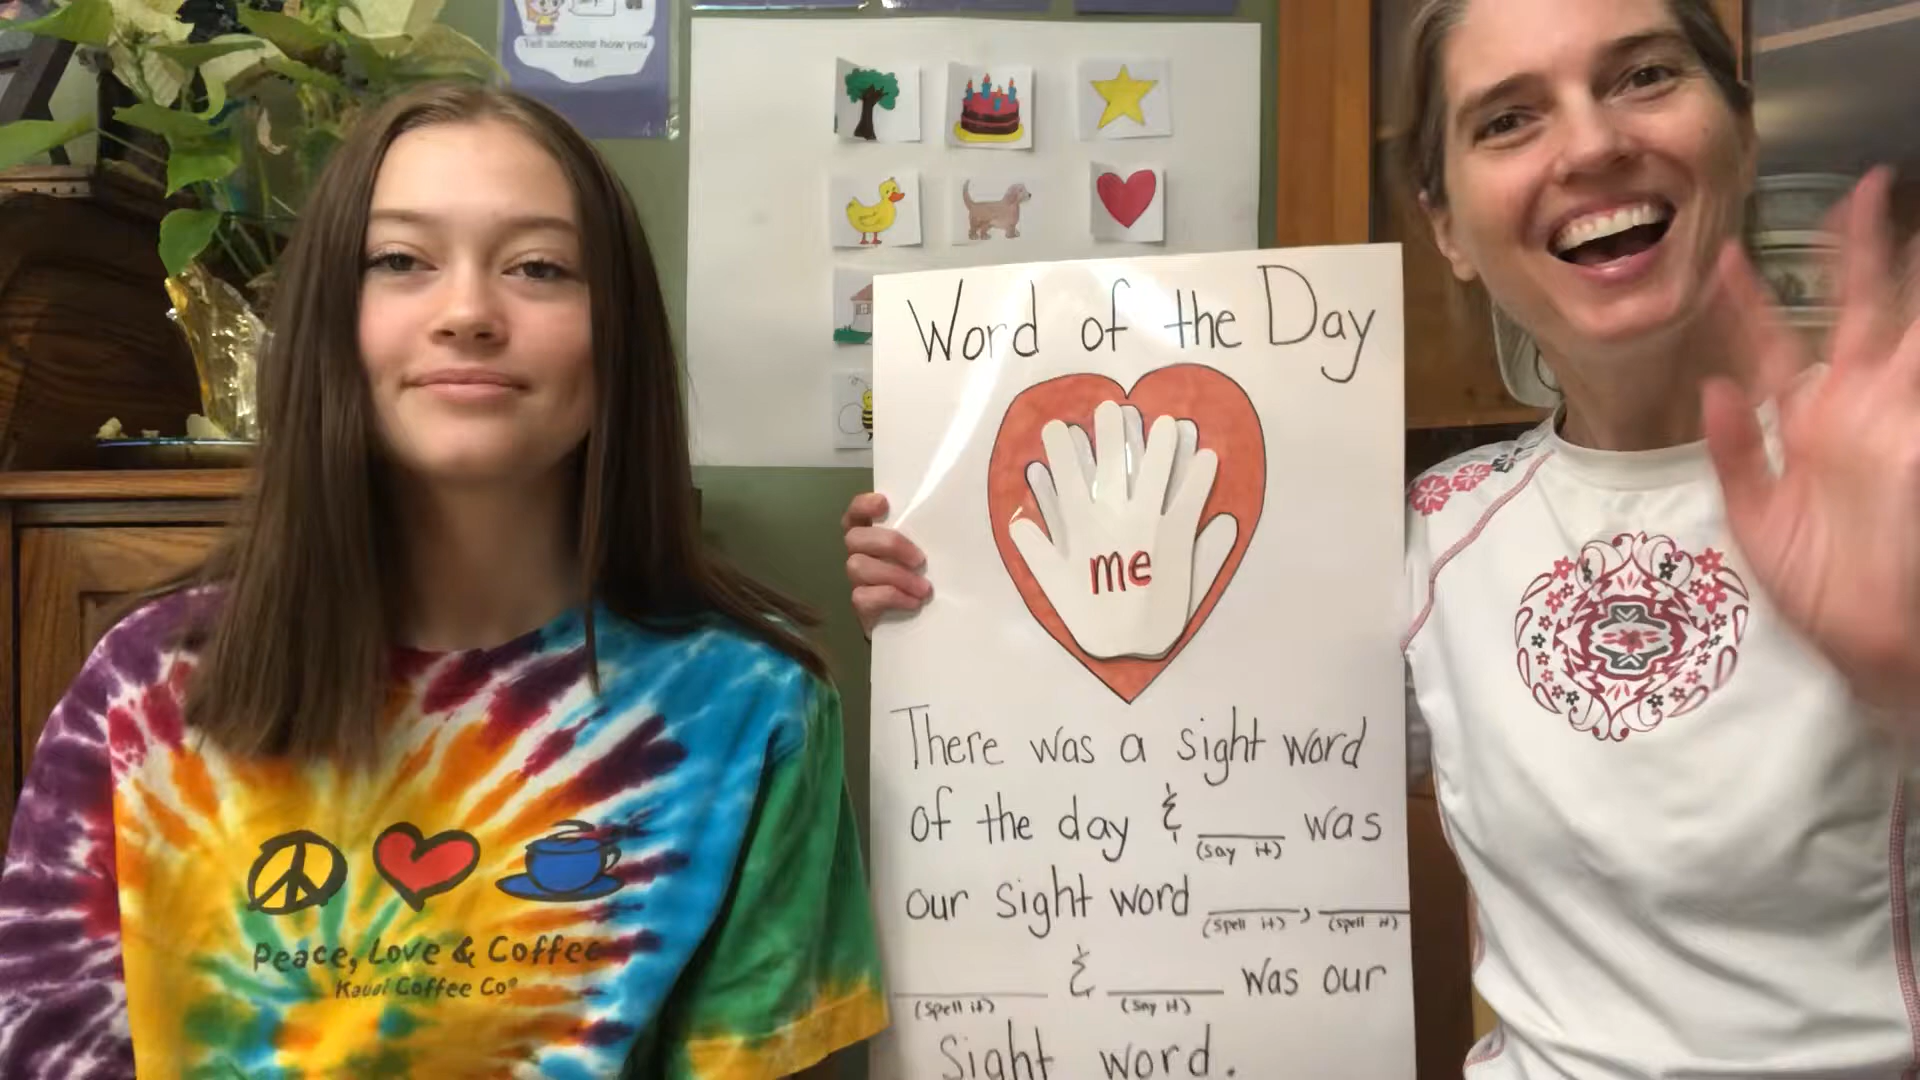 Tell someone how you
feel.
Word of the Day
me
There was a sight word
of the day & ____ was
(say it)
our sight word ____, ____
(spell it) (spell it)
____ & ____ was our
(spell it) (say it)
sight word.
Peace, Love & Coffee
Kauai Coffee Co®